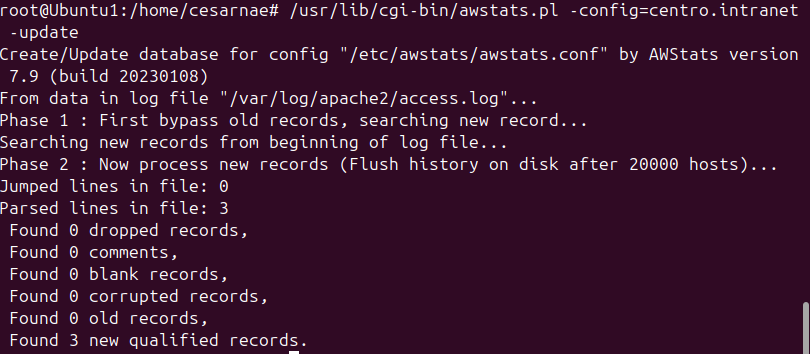 root@Ubuntu1:/home/cesarnae# /usr/lib/cgi-bin/awstats.pl -config=centro.intranet
 -update
Create/Update database for config "/etc/awstats/awstats.conf" by AWStats version
 7.9 (build 20230108)
From data in log file "/var/log/apache2/access.log"...
Phase 1 : First bypass old records, searching new record...
Searching new records from beginning of log file...
Phase 2 : Now process new records (Flush history on disk after 20000 hosts)...
Jumped lines in file: 0
Parsed lines in file: 3
 Found 0 dropped records,
 Found 0 comments,
 Found 0 blank records,
 Found 0 corrupted records,
 Found 0 old records,
 Found 3 new qualified records.